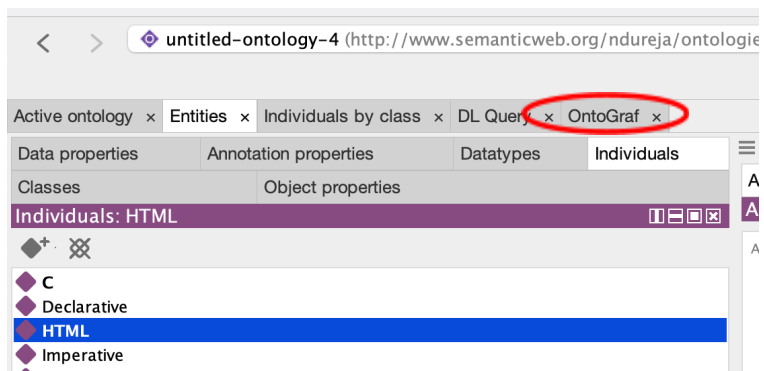 untitled-ontology-4 (http://www.semanticweb.org/ndureja/ontologie
Active ontology × Entities × Individuals by class × DL Query × OntoGraf ×
Data properties Annotation properties Datatypes Individuals
Classes Object properties
Individuals: HTML
C
Declarative
HTML
Imperative